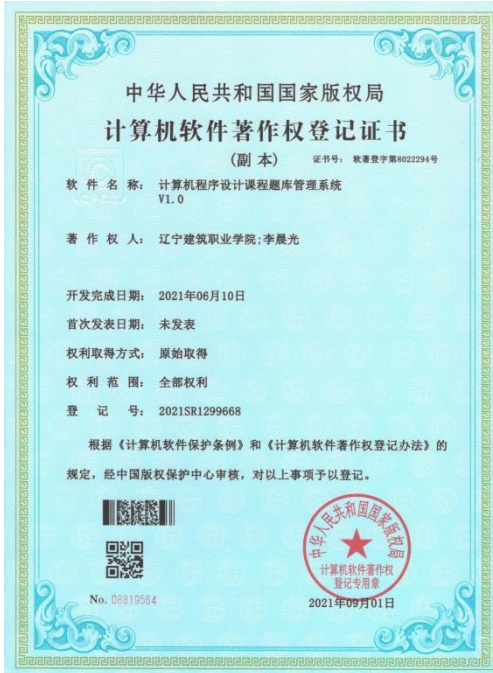 中华人民共和国国家版权局
计算机软件著作权登记证书
(副本)
证书号： 软著登字第8022294号
软件名称： 计算机程序设计课程题库管理系统
V1.0
著作权人： 辽宁建筑职业学院;李晨光
开发完成日期： 2021年06月10日
首次发表日期： 未发表
权利取得方式： 原始取得
权利范围： 全部权利
登记号： 2021SR1299668
根据《计算机软件保护条例》和《计算机软件著作权登记办法》的
规定，经中国版权保护中心审核，对以上事项予以登记。
中华人民共和国国家版权局
计算机软件著作权
登记专用章
No. 08819564
2021年09月01日